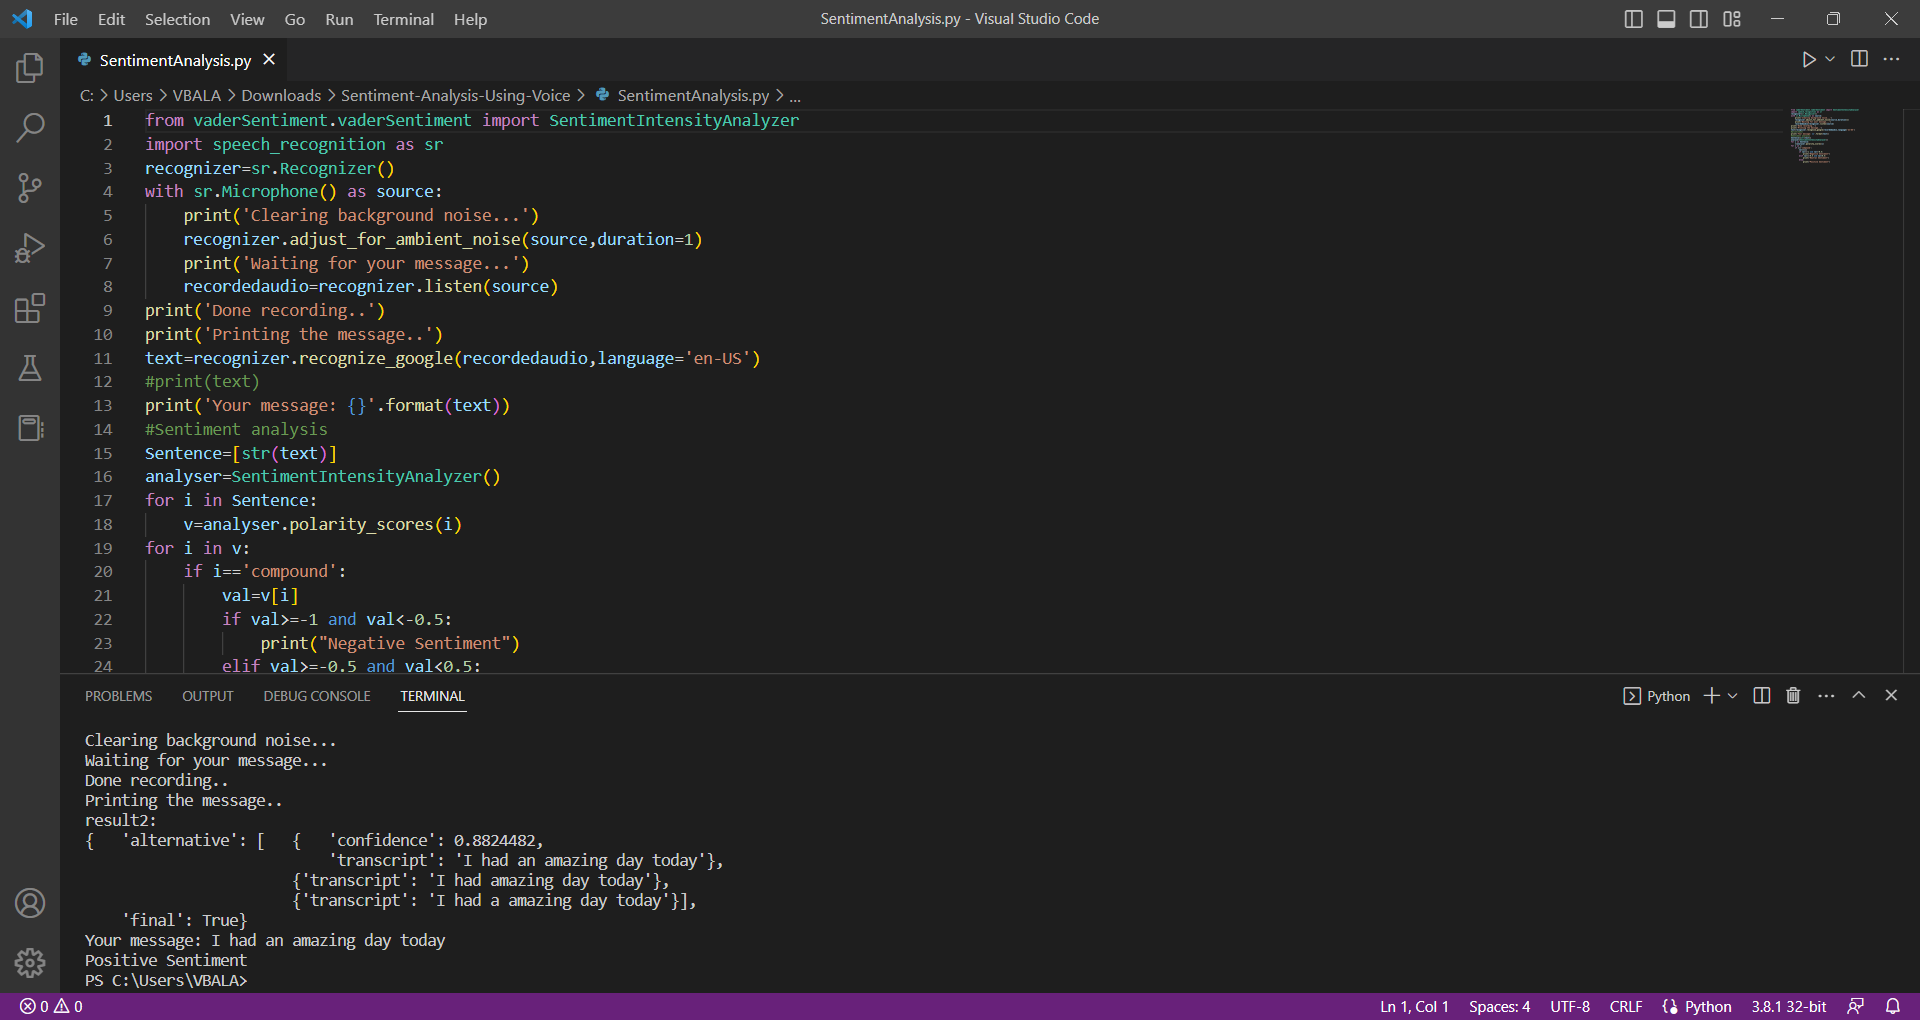 File Edit Selection View Go Run Terminal Help SentimentAnalysis.py - Visual Studio Code
SentimentAnalysis.py
C: > Users > VBALA > Downloads > Sentiment-Analysis-Using-Voice > SentimentAnalysis.py > ...
1 from vaderSentiment.vaderSentiment import SentimentIntensityAnalyzer
2 import speech_recognition as sr
3 recognizer=sr.Recognizer()
4 with sr.Microphone() as source:
5     print('Clearing background noise...')
6     recognizer.adjust_for_ambient_noise(source,duration=1)
7     print('Waiting for your message...')
8     recordedaudio=recognizer.listen(source)
9 print('Done recording..')
10 print('Printing the message..')
11 text=recognizer.recognize_google(recordedaudio,language='en-US')
12 #print(text)
13 print('Your message: {}'.format(text))
14 #Sentiment analysis
15 Sentence=[str(text)]
16 analyser=SentimentIntensityAnalyzer()
17 for i in Sentence:
18     v=analyser.polarity_scores(i)
19 for i in v:
20     if i=='compound':
21         val=v[i]
22         if val>=-1 and val<-0.5:
23             print("Negative Sentiment")
24         elif val>=-0.5 and val<0.5:
PROBLEMS OUTPUT DEBUG CONSOLE TERMINAL Python
Clearing background noise...
Waiting for your message...
Done recording..
Printing the message..
result2:
{   'alternative': [   {   'confidence': 0.8824482,
                           'transcript': 'I had an amazing day today'},
                       {'transcript': 'I had amazing day today'},
                       {'transcript': 'I had a amazing day today'}],
    'final': True}
Your message: I had an amazing day today
Positive Sentiment
PS C:\Users\VBALA>
0 0 Ln 1, Col 1 Spaces: 4 UTF-8 CRLF Python 3.8.1 32-bit